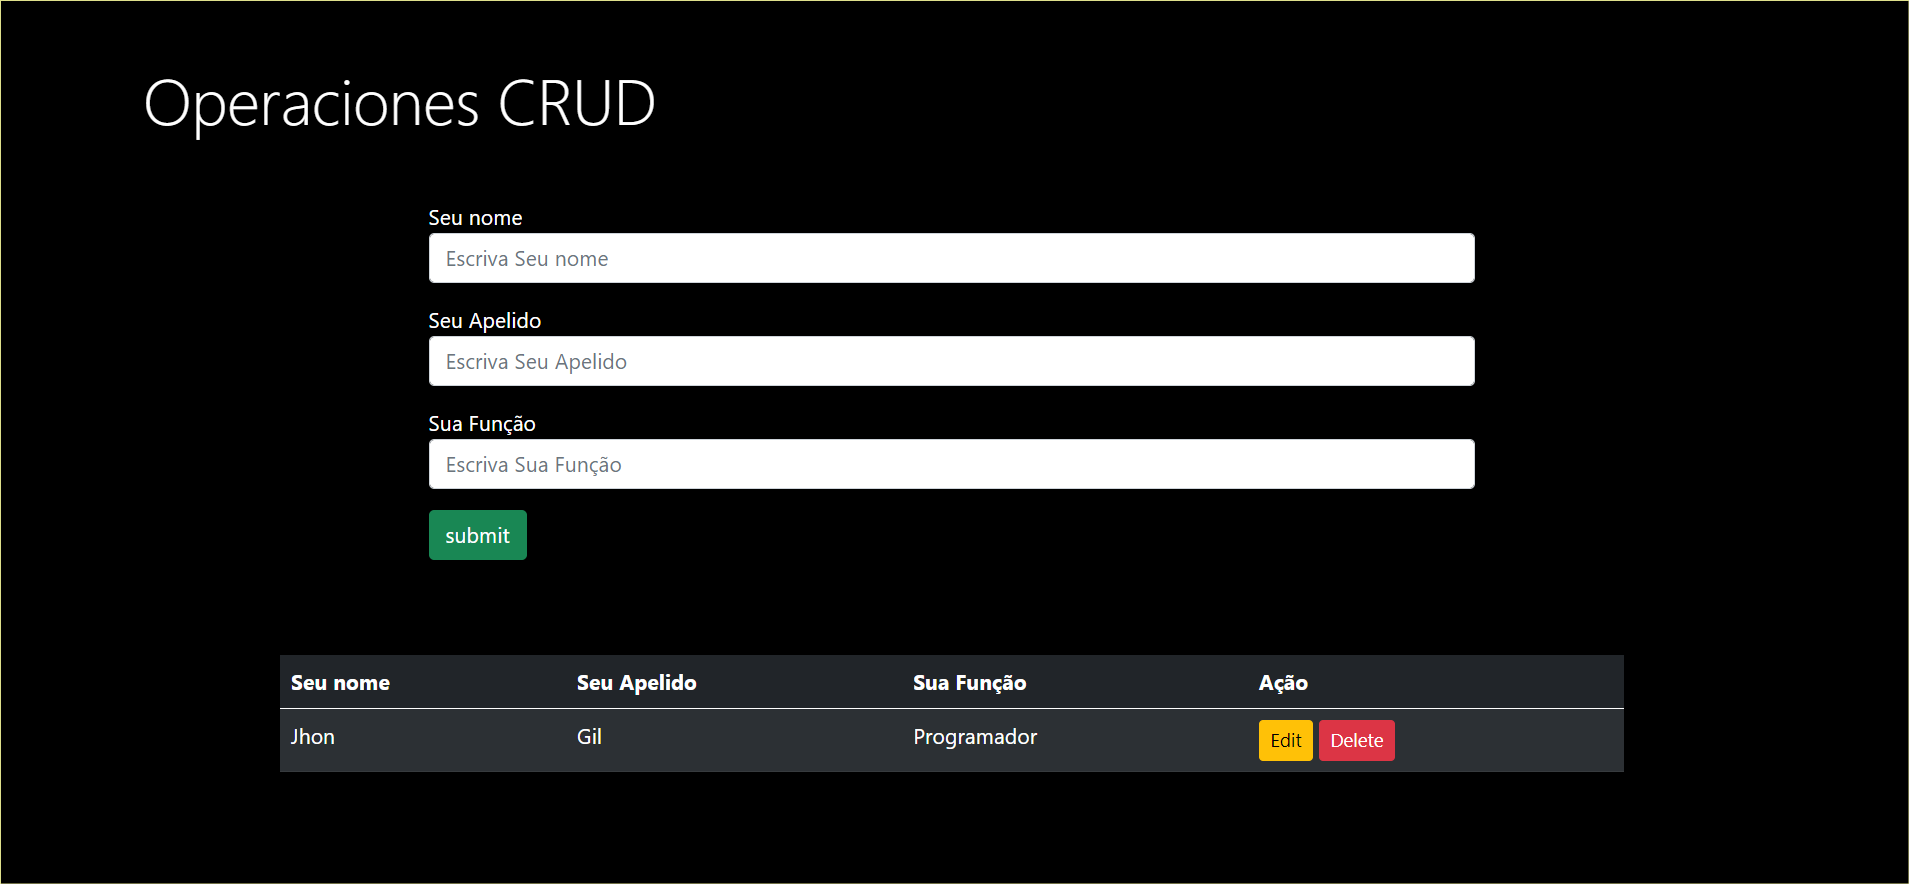 Operaciones CRUD
Seu nome
Escriva Seu nome
Seu Apelido
Escriva Seu Apelido
Sua Função
Escriva Sua Função
submit
Seu nome Seu Apelido Sua Função Ação
Jhon Gil Programador Edit Delete